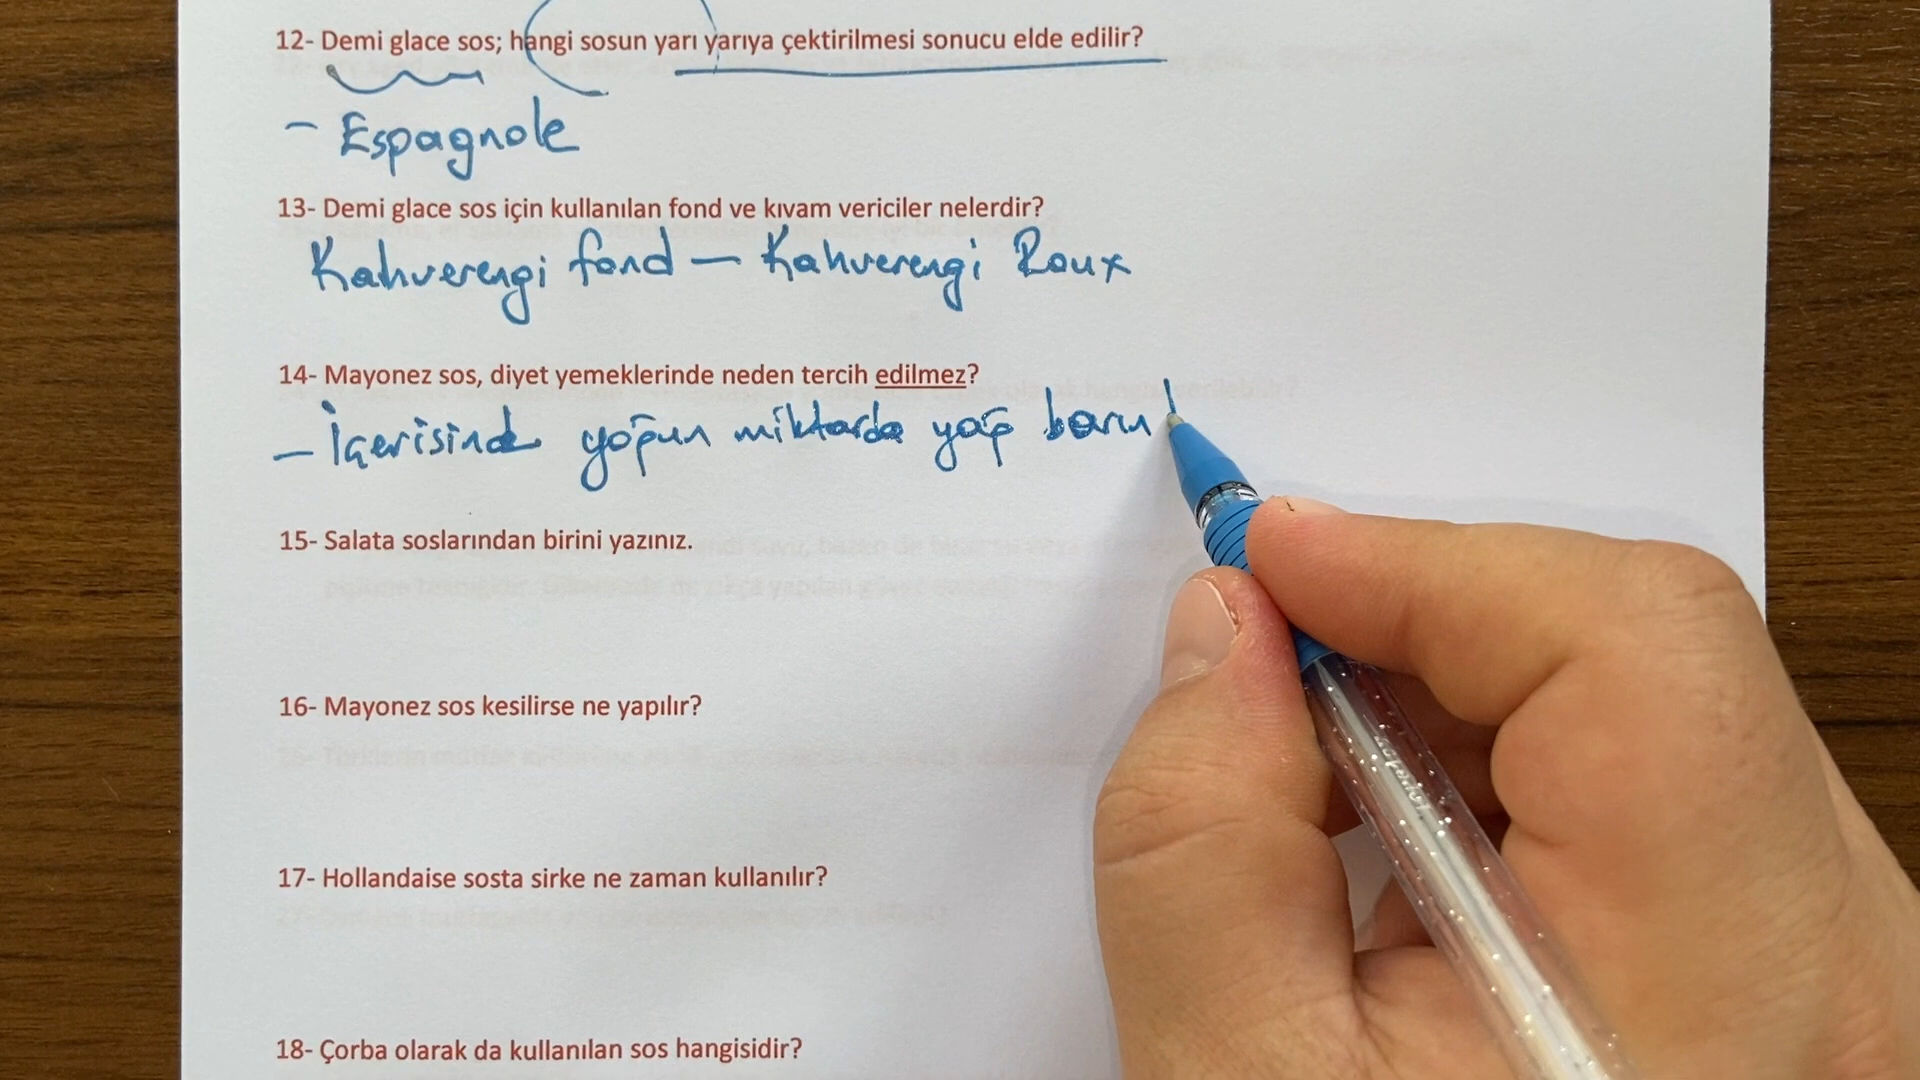 12- Demi glace sos; hangi sosun yarı yarıya çektirilmesi sonucu elde edilir?
- Espagnole
13- Demi glace sos için kullanılan fond ve kıvam vericiler nelerdir?
Kahverengi fond - Kahverengi Roux
14- Mayonez sos, diyet yemeklerinde neden tercih edilmez?
- İçerisinde yoğun miktarda yağ barın
15- Salata soslarından birini yazınız.
16- Mayonez sos kesilirse ne yapılır?
17- Hollandaise sosta sirke ne zaman kullanılır?
18- Çorba olarak da kullanılan sos hangisidir?